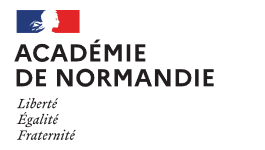 ACADÉMIE
DE NORMANDIE
Liberté
Égalité
Fraternité